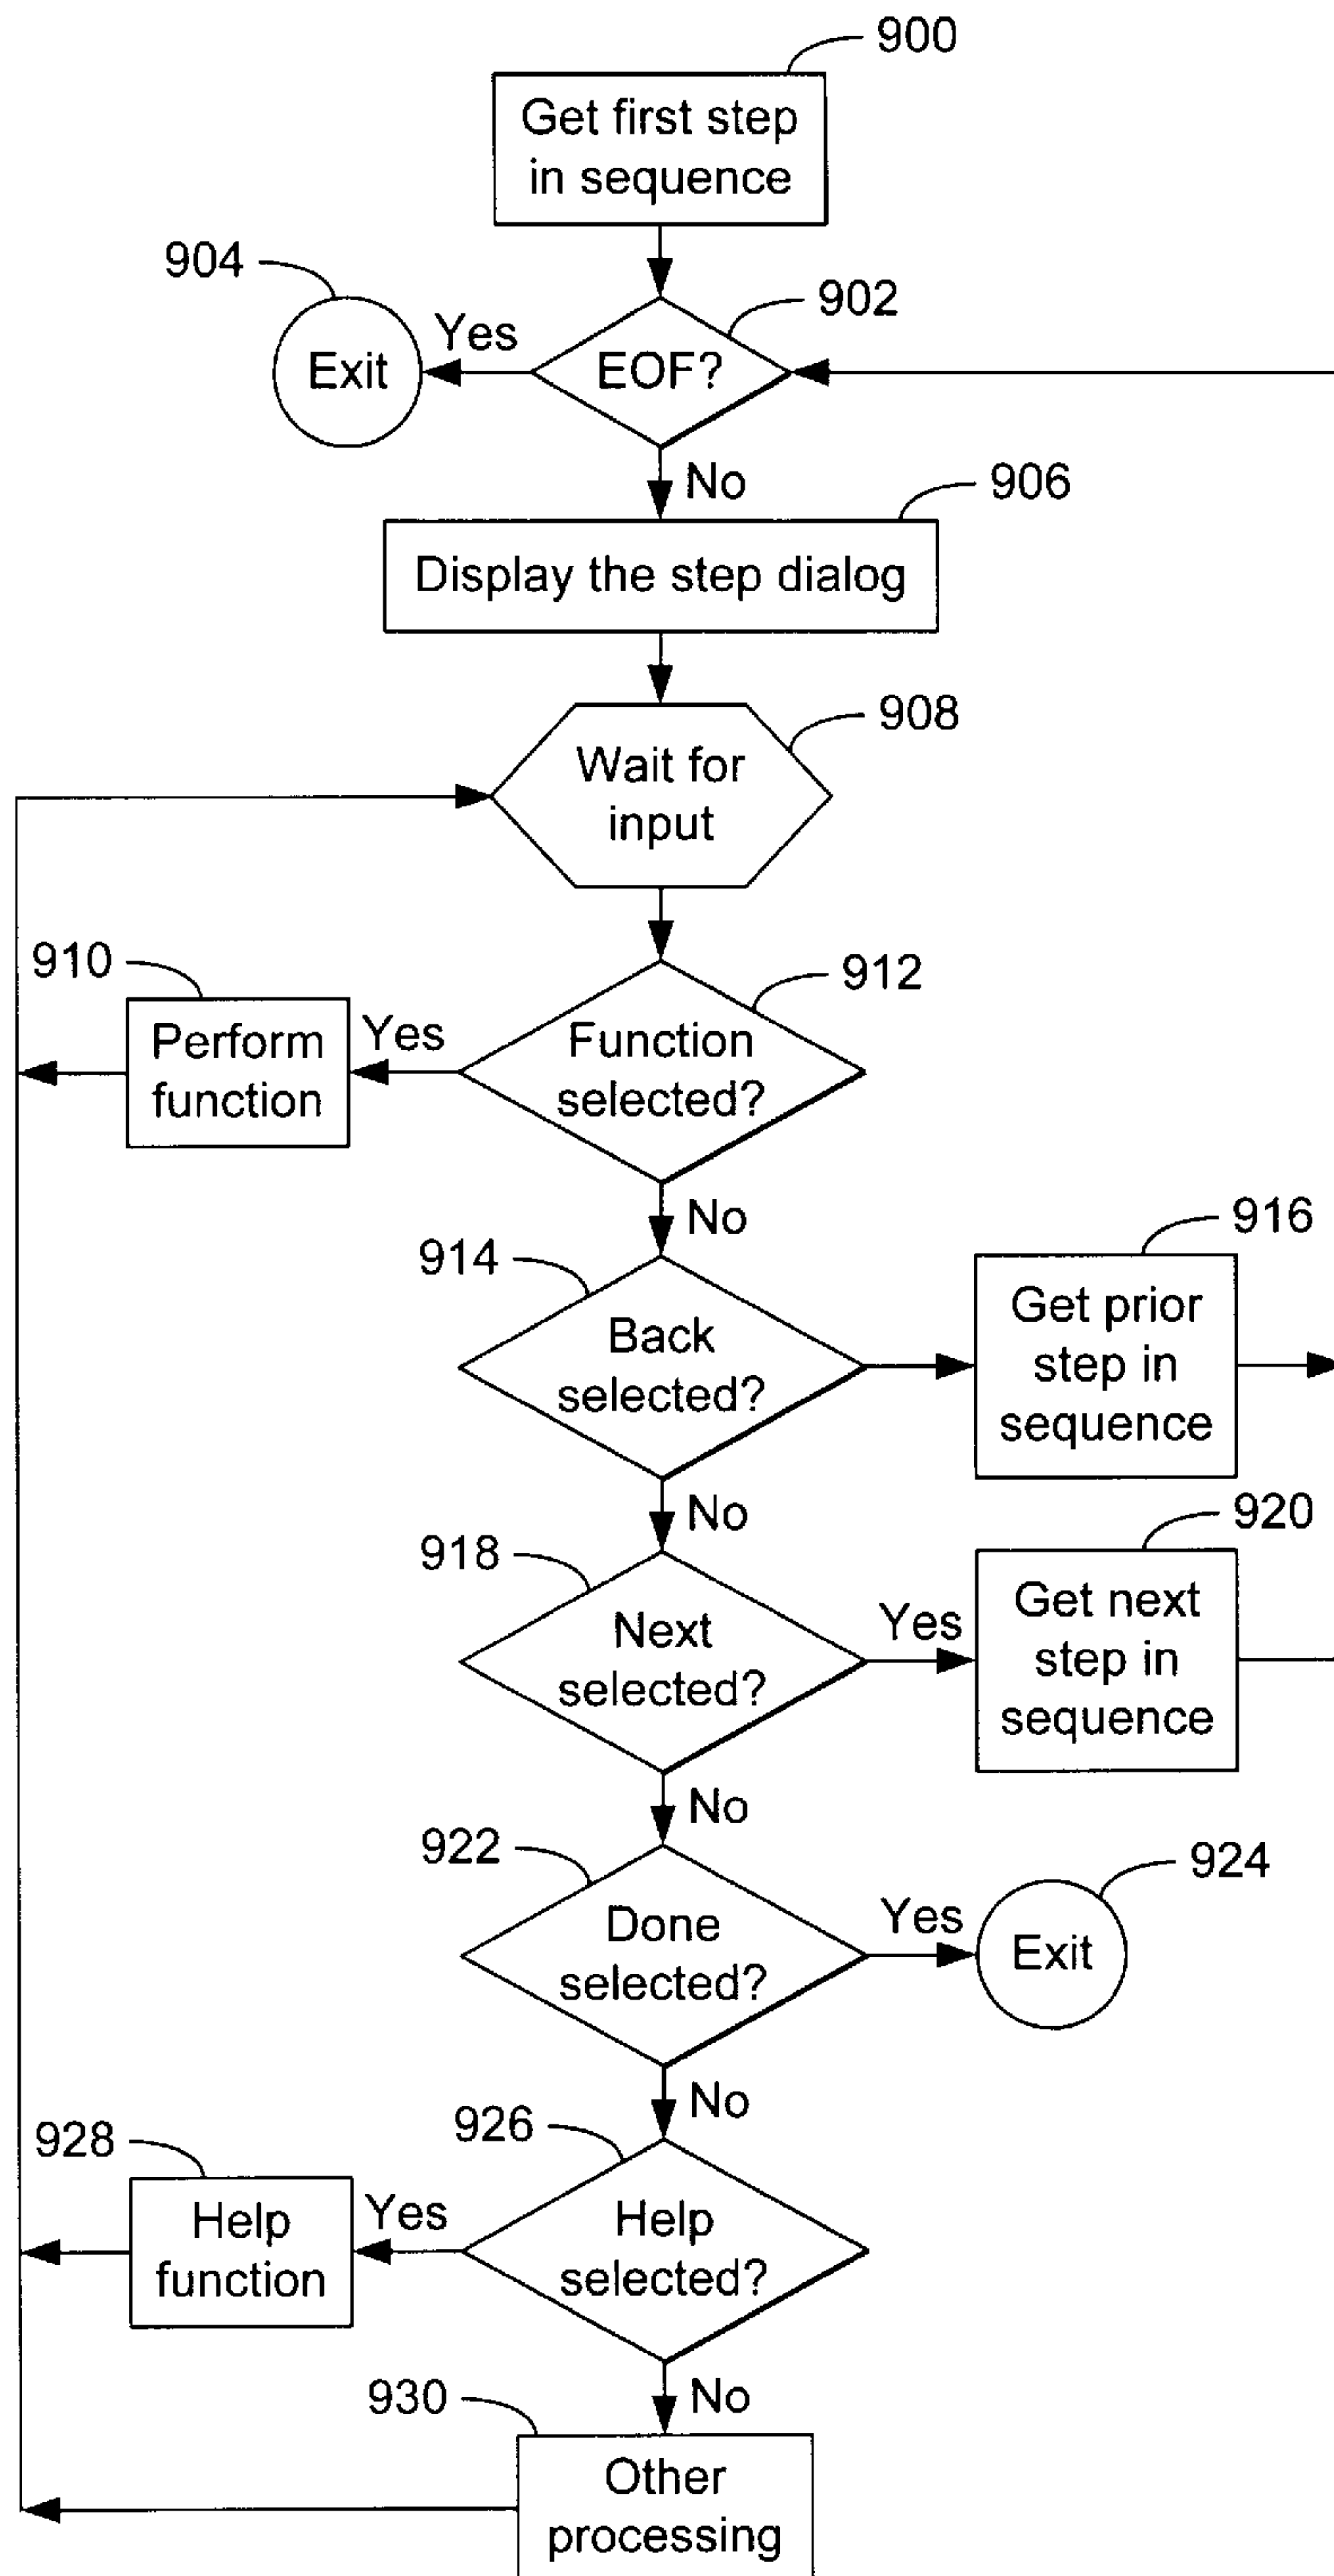 900
Get first step
in sequence
904
902
Yes
Exit
EOF?
No
906
Display the step dialog
908
Wait for
input
910
912
Perform
function
Yes
Function
selected?
No
914
916
Back
selected?
Get prior
step in
sequence
No
918
920
Next
selected?
Yes
Get next
step in
sequence
No
922
924
Done
selected?
Yes
Exit
No
926
928
Help
function
Yes
Help
selected?
No
930
Other
processing